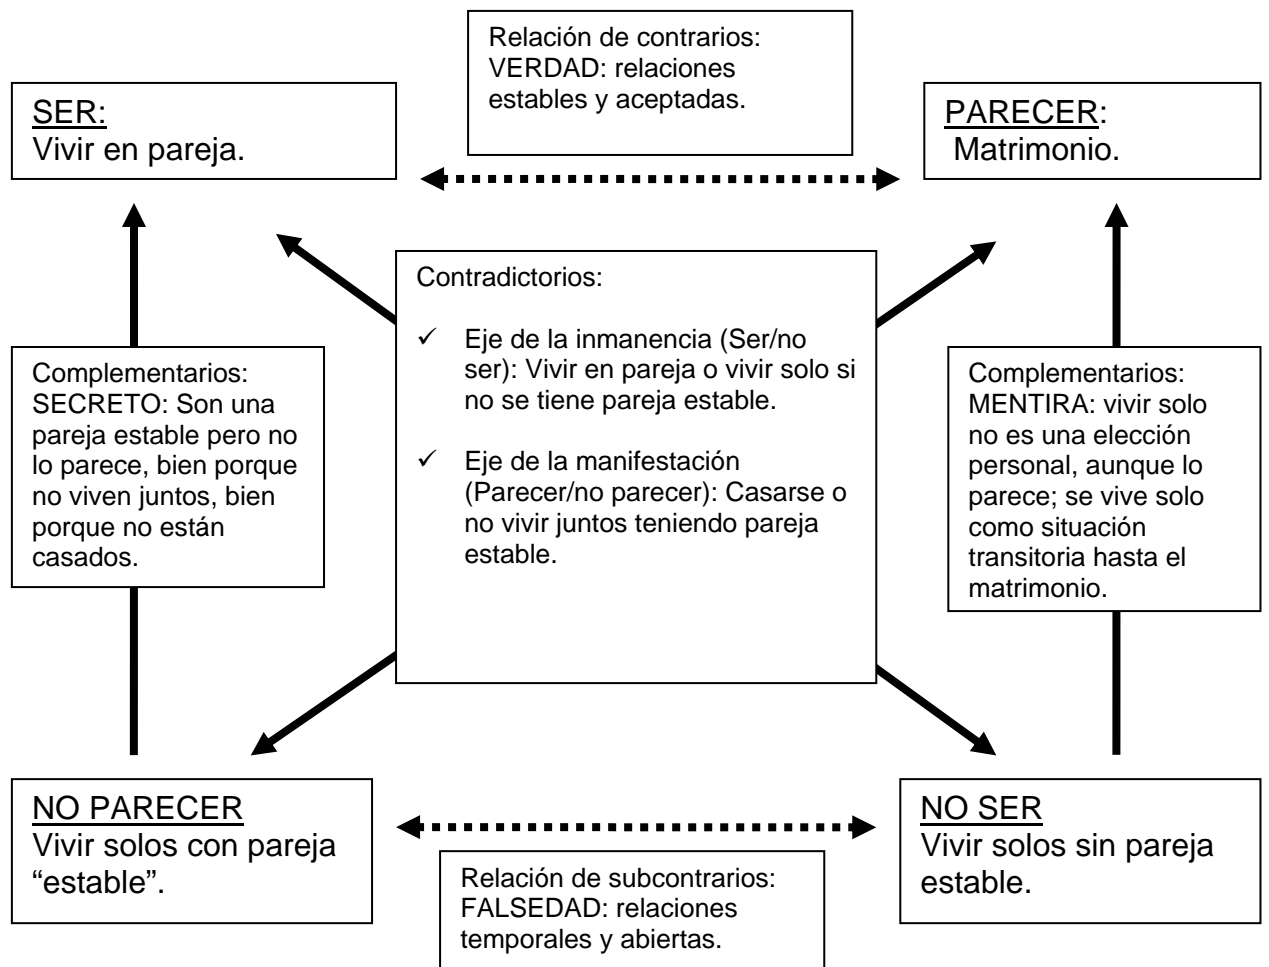 Relación de contrarios:
VERDAD: relaciones
estables y aceptadas.
SER:
Vivir en pareja.
PARECER:
Matrimonio.
Contradictorios:
✓ Eje de la inmanencia (Ser/no
ser): Vivir en pareja o vivir solo si
no se tiene pareja estable.
✓ Eje de la manifestación
(Parecer/no parecer): Casarse o
no vivir juntos teniendo pareja
estable.
Complementarios:
SECRETO: Son una
pareja estable pero no
lo parece, bien porque
no viven juntos, bien
porque no están
casados.
Complementarios:
MENTIRA: vivir solo
no es una elección
personal, aunque lo
parece; se vive solo
como situación
transitoria hasta el
matrimonio.
NO PARECER
Vivir solos con pareja
“estable”.
NO SER
Vivir solos sin pareja
estable.
Relación de subcontrarios:
FALSEDAD: relaciones
temporales y abiertas.